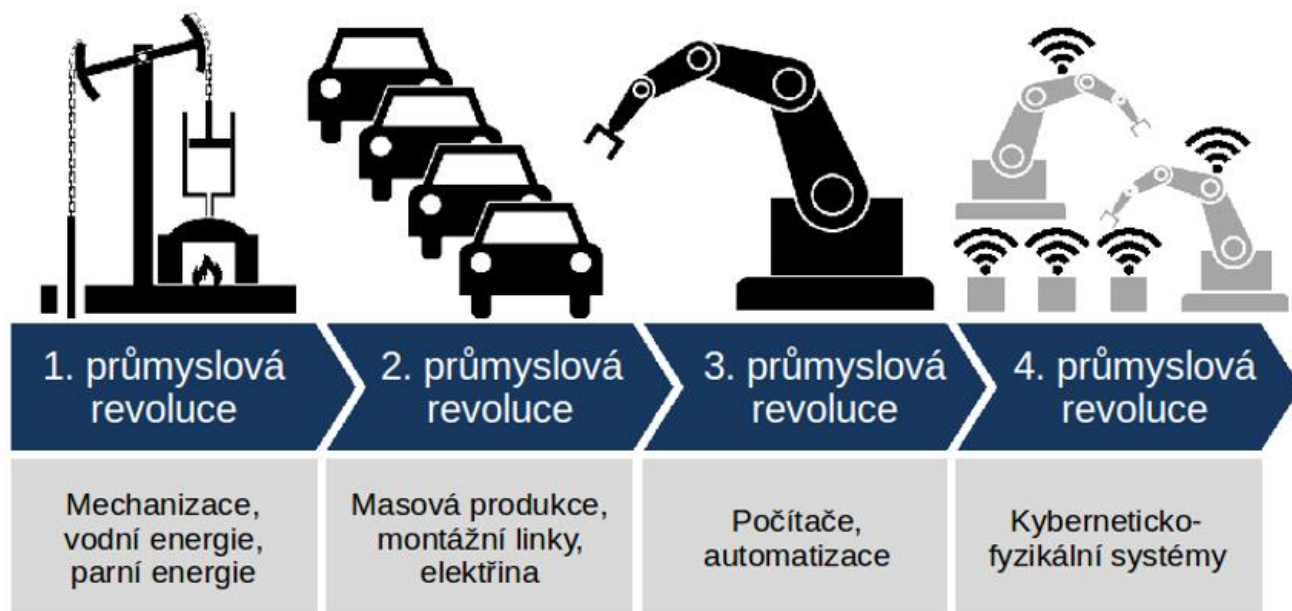 1. průmyslová
revoluce
2. průmyslová
revoluce
3. průmyslová
revoluce
4. průmyslová
revoluce
Mechanizace,
vodní energie,
parní energie
Masová produkce,
montážní linky,
elektřina
Počítače,
automatizace
Kyberneticko-
fyzikální systémy